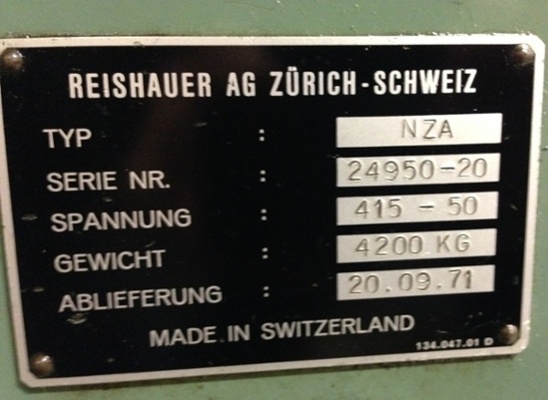 REISHAUER AG ZÜRICH - SCHWEIZ
TYP : NZA
SERIE NR. : 24950-20
SPANNUNG : 415 - 50
GEWICHT : 4200 KG
ABLIEFERUNG : 20.09.71
MADE IN SWITZERLAND
134.047.01 D